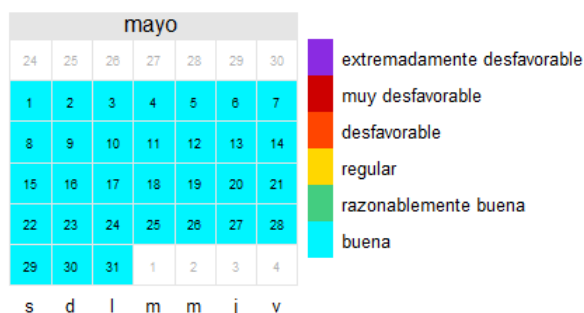 mayo
24 25 26 27 28 29 30
1 2 3 4 5 6 7
8 9 10 11 12 13 14
15 16 17 18 19 20 21
22 23 24 25 26 27 28
29 30 31 1 2 3 4
s d l m m j v
extremadamente desfavorable
muy desfavorable
desfavorable
regular
razonablemente buena
buena